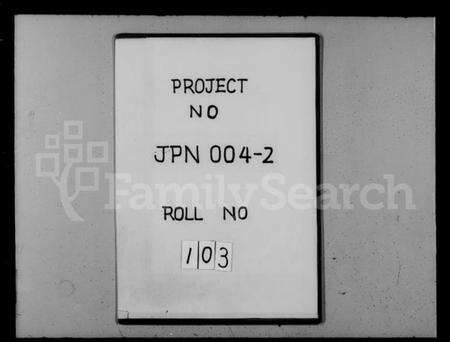 PROJECT
NO
JPN 004-2
FamilySearch
ROLL NO
103